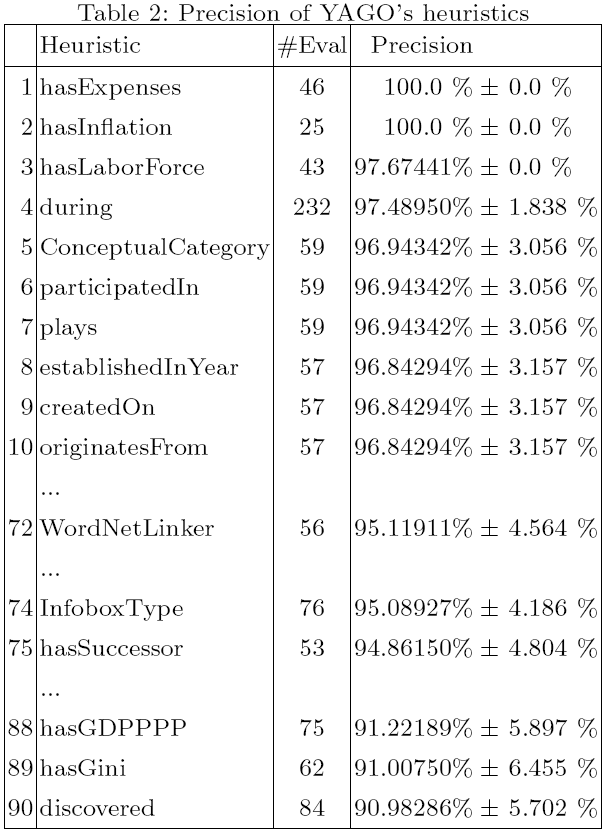 Table 2: Precision of YAGO's heuristics
Heuristic #Eval Precision
1 hasExpenses 46 100.0 % ± 0.0 %
2 hasInflation 25 100.0 % ± 0.0 %
3 hasLaborForce 43 97.67441% ± 0.0 %
4 during 232 97.48950% ± 1.838 %
5 ConceptualCategory 59 96.94342% ± 3.056 %
6 participatedIn 59 96.94342% ± 3.056 %
7 plays 59 96.94342% ± 3.056 %
8 establishedInYear 57 96.84294% ± 3.157 %
9 createdOn 57 96.84294% ± 3.157 %
10 originatesFrom 57 96.84294% ± 3.157 %
...
72 WordNetLinker 56 95.11911% ± 4.564 %
...
74 InfoboxType 76 95.08927% ± 4.186 %
75 hasSuccessor 53 94.86150% ± 4.804 %
...
88 hasGDPPPP 75 91.22189% ± 5.897 %
89 hasGini 62 91.00750% ± 6.455 %
90 discovered 84 90.98286% ± 5.702 %